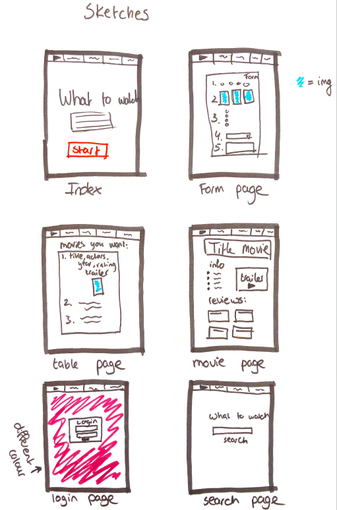 Sketches
What to watch
Start
Index
Form
1.
2.
3.
4.
5.
Form page
= img
movies you want:
1. title, actors,
year, rating
trailer
2.
3.
table page
Title movie
info
trailer
reviews:
movie page
Login
different
colour
login page
What to watch
search
search page